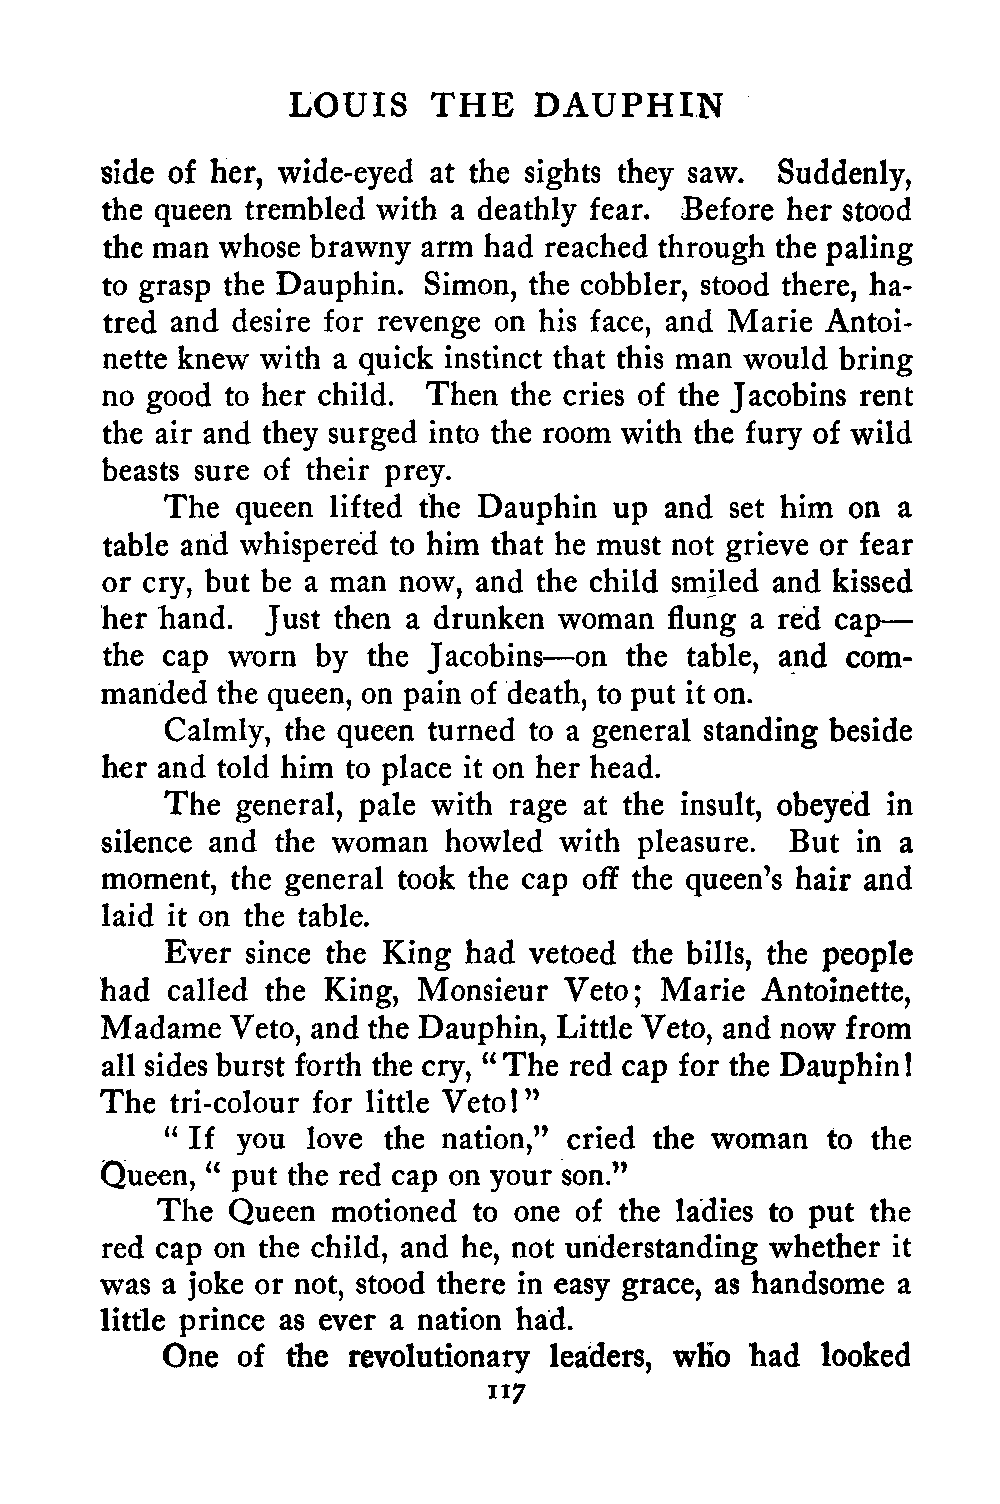 LOUIS THE DAUPHIN
side of her, wide-eyed at the sights they saw. Suddenly,
the queen trembled with a deathly fear. Before her stood
the man whose brawny arm had reached through the paling
to grasp the Dauphin. Simon, the cobbler, stood there, ha-
tred and desire for revenge on his face, and Marie Antoi-
nette knew with a quick instinct that this man would bring
no good to her child. Then the cries of the Jacobins rent
the air and they surged into the room with the fury of wild
beasts sure of their prey.
The queen lifted the Dauphin up and set him on a
table and whispered to him that he must not grieve or fear
or cry, but be a man now, and the child smiled and kissed
her hand. Just then a drunken woman flung a red cap—
the cap worn by the Jacobins—on the table, and com-
manded the queen, on pain of death, to put it on.
Calmly, the queen turned to a general standing beside
her and told him to place it on her head.
The general, pale with rage at the insult, obeyed in
silence and the woman howled with pleasure. But in a
moment, the general took the cap off the queen's hair and
laid it on the table.
Ever since the King had vetoed the bills, the people
had called the King, Monsieur Veto; Marie Antoinette,
Madame Veto, and the Dauphin, Little Veto, and now from
all sides burst forth the cry, “ The red cap for the Dauphin!
The tri-colour for little Veto!”
“ If you love the nation,” cried the woman to the
Queen, “ put the red cap on your son.”
The Queen motioned to one of the ladies to put the
red cap on the child, and he, not understanding whether it
was a joke or not, stood there in easy grace, as handsome a
little prince as ever a nation had.
One of the revolutionary leaders, who had looked
117